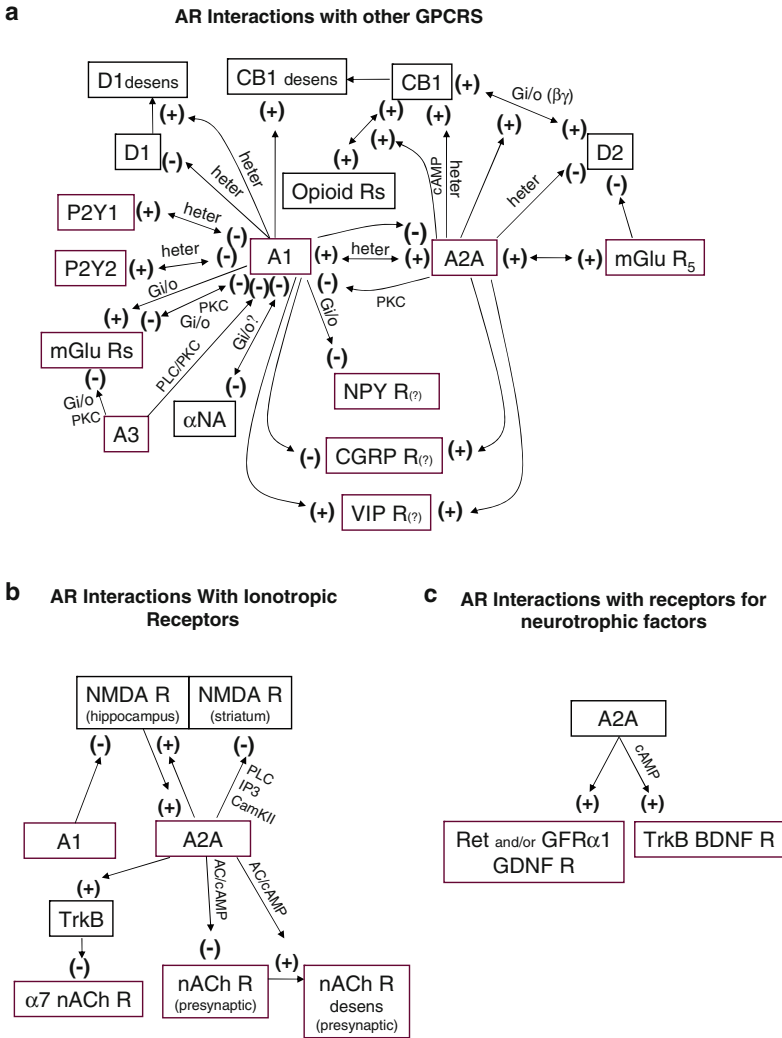 a
AR Interactions with other GPCRS
D1 desens
CB1 desens
CB1
(+)
Gi/o (βγ)
(+)
(+)
(+)
(+)
(+)
(+)
(+)
D1
(-)
heter
heter
(+)
Opioid Rs
cAMP
heter
heter
(-)
D2
(-)
P2Y1
(+)
heter
(-)
(-)
P2Y2
(+)
heter
(-)
A1
(+)
heter
(+)
A2A
(+)
(+)
mGlu R5
Gi/o
(-)
(-)
(-)
(-)
PKC
(+)
(-)
PKC
Gi/o
Gi/o
mGlu Rs
PLC/PKC
Gi/o?
(-)
(-)
(-)
NPY R(?)
Gi/o
PKC
A3
αNA
(-)
CGRP R(?)
(+)
(+)
VIP R(?)
(+)
b
AR Interactions With Ionotropic
Receptors
NMDA R
(hippocampus)
NMDA R
(striatum)
(-)
(+)
(-)
PLC
IP3
CamKII
(+)
A1
A2A
(+)
AC/cAMP
AC/cAMP
TrkB
(-)
(+)
(-)
α7 nACh R
nACh R
(presynaptic)
nACh R
desens
(presynaptic)
c
AR Interactions with receptors for
neurotrophic factors
A2A
cAMP
(+)
(+)
Ret and/or GFRα1
GDNF R
TrkB BDNF R